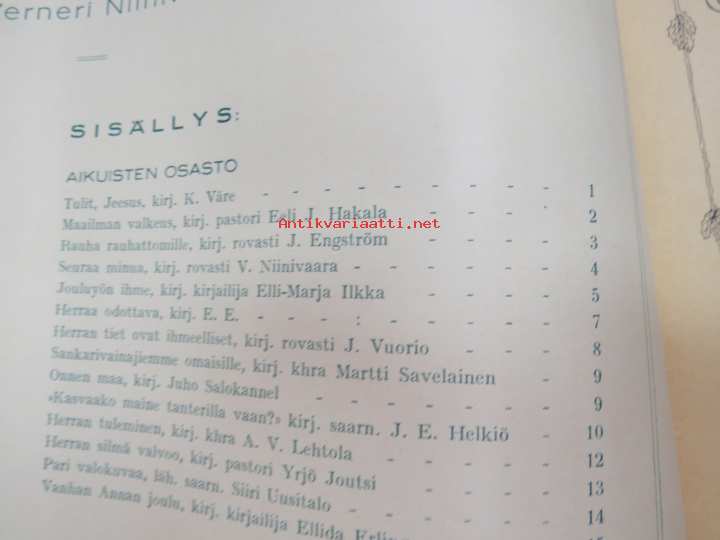 SISÄLLYS:
AIKUISTEN OSASTO
Tulit, Jeesus, kirj. K. Väre - - - - - - - - - 1
Maailman valkeus, kirj. pastori Eeli J. Hakala - - - - 2
Antikvariaatti.net
Rauha rauhattomille, kirj. rovasti J. Engström - - - - 3
Seuraa minua, kirj. rovasti V. Niinivaara - - - - - 4
Jouluyön ihme, kirj. kirjailija Elli-Marja Ilkka - - - - 5
Herraa odottava, kirj. E. E. - - - : - - - - - 7
Herran tiet ovat ihmeelliset, kirj. rovasti J. Vuorio - - - 8
Sankarivainajiemme omaisille, kirj. khra Martti Savelainen - 9
Onnen maa, kirj. Juho Salokannel - - - - - - - 9
»Kasvaako maine tanterilla vaan?» kirj. saarn. J. E. Helkiö - 10
Herran tuleminen, kirj. khra A. V. Lehtola - - - - - 12
Herran silmä valvoo, kirj. pastori Yrjö Joutsi - - - - 13
Pari valokuvaa, läh. saarn. Siiri Uusitalo - - - - - 14
Vanhan Annan joulu, kirj. kirjailija Ellida